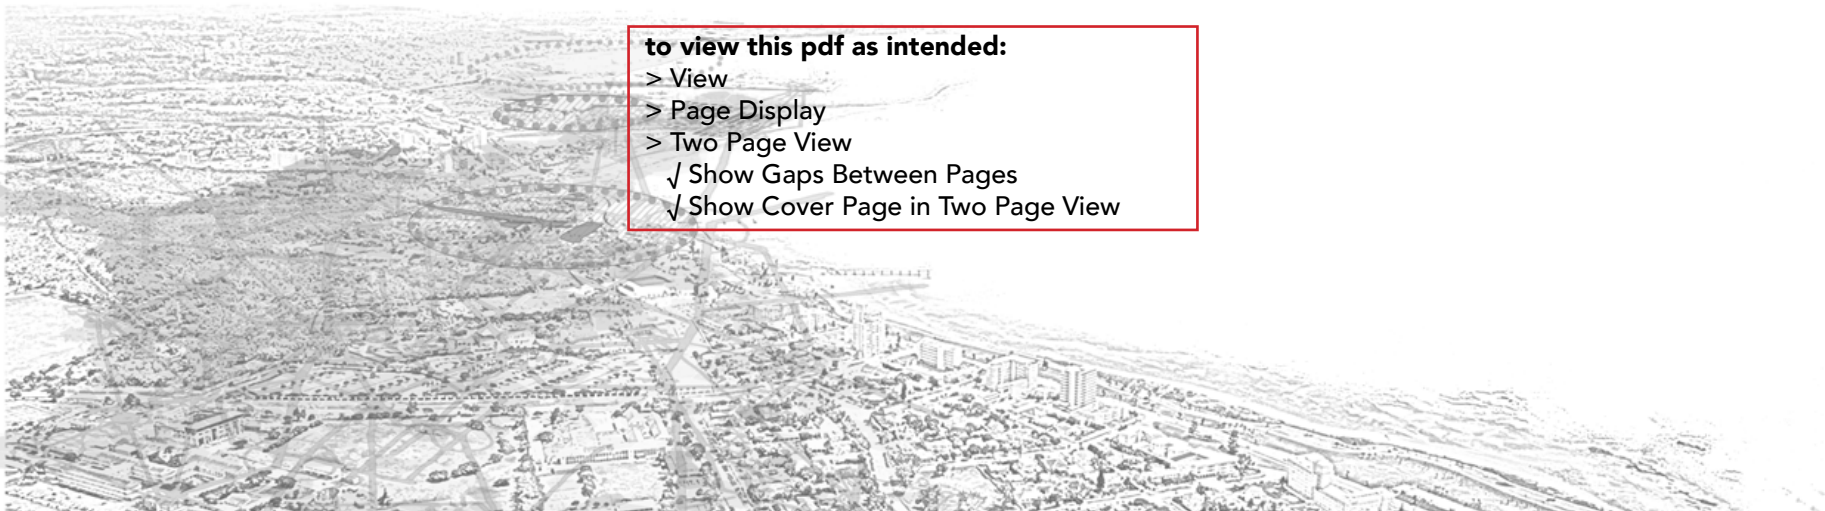 to view this pdf as intended:
> View
> Page Display
> Two Page View
√ Show Gaps Between Pages
√ Show Cover Page in Two Page View